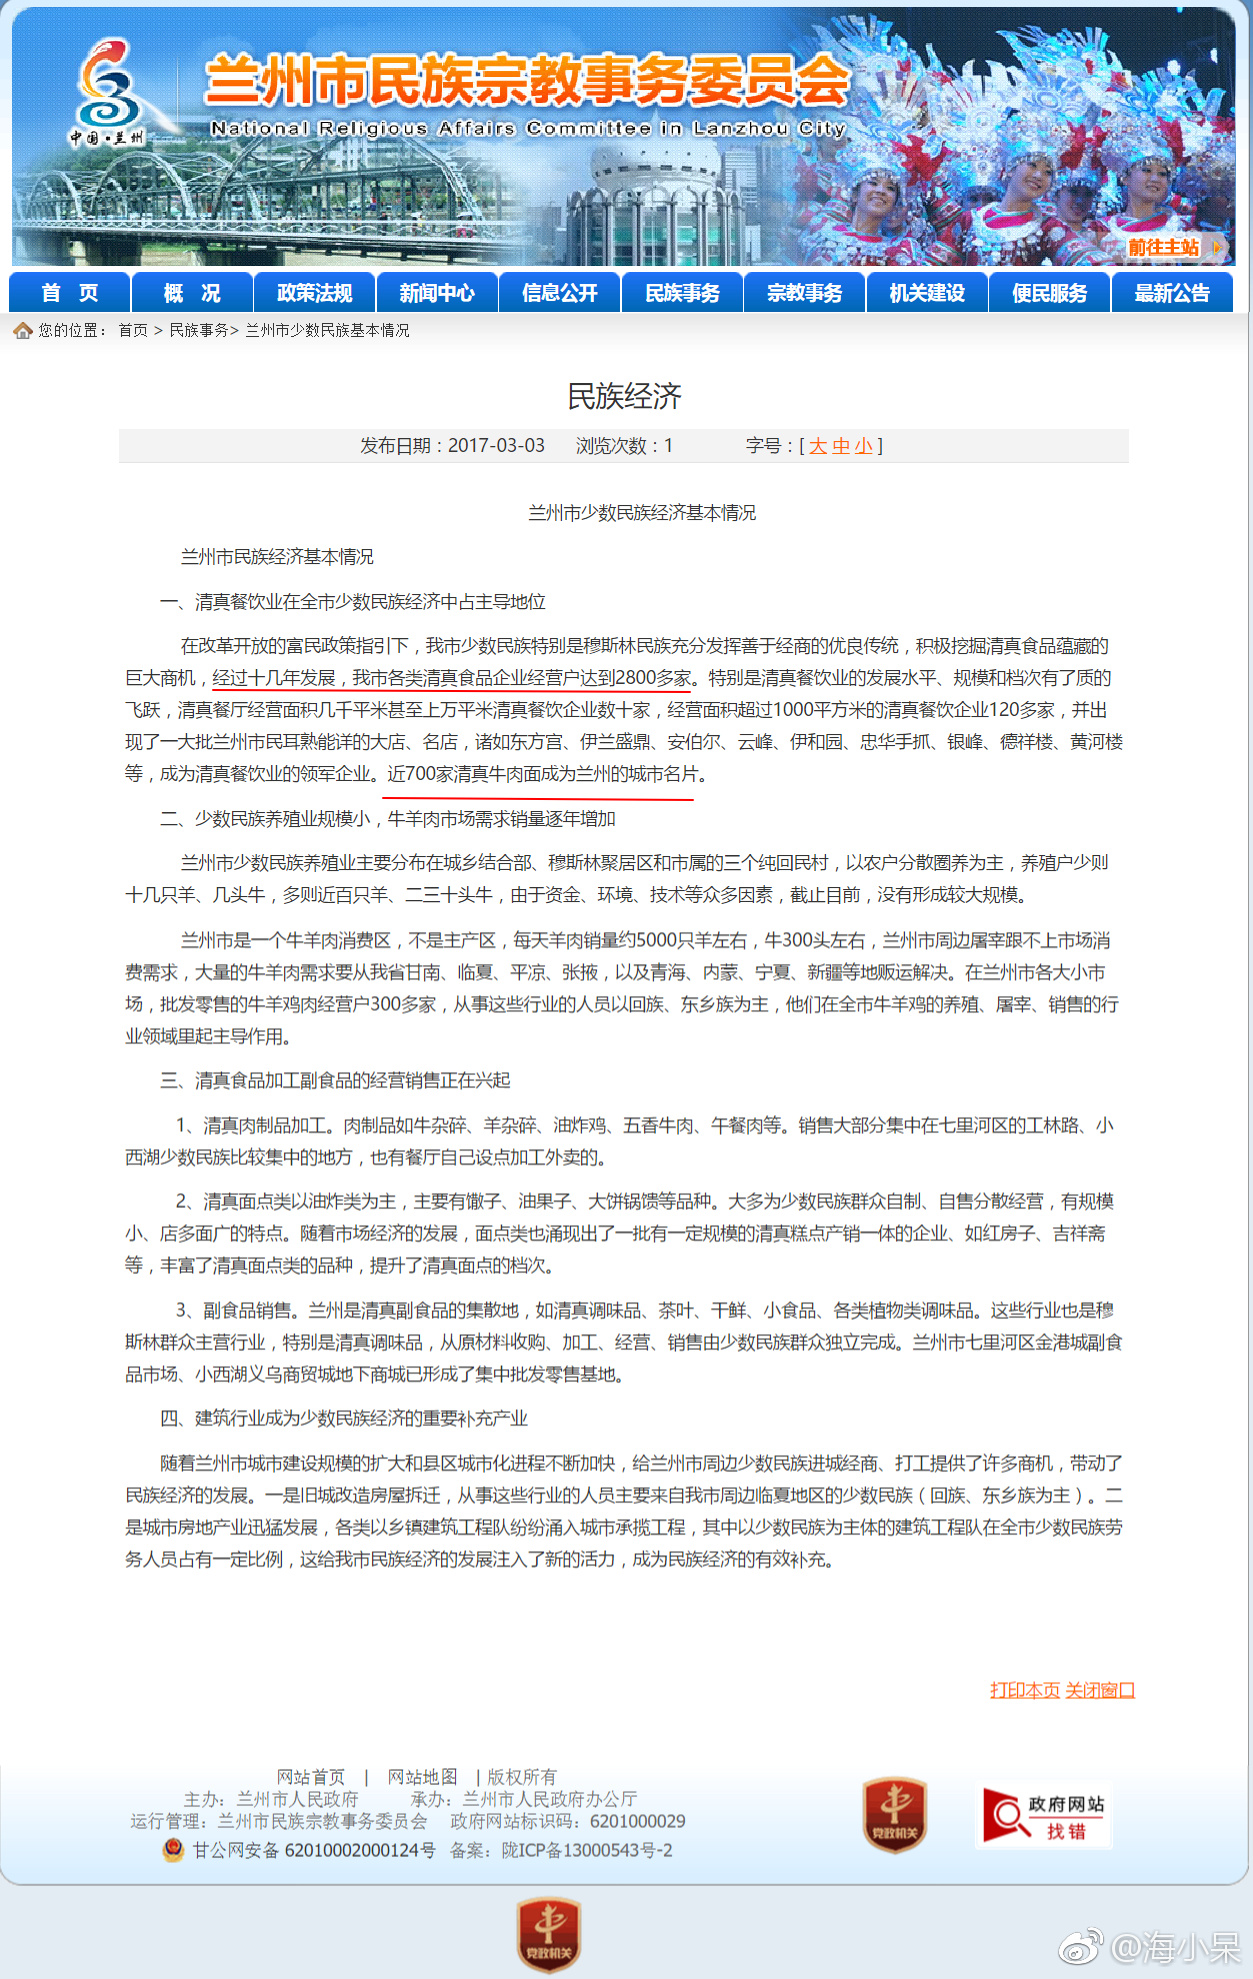 中国·兰州
兰州市民族宗教事务委员会
National Religious Affairs Committee in Lanzhou City
前往主站
首 页 概 况 政策法规 新闻中心 信息公开 民族事务 宗教事务 机关建设 便民服务 最新公告
您的位置： 首页 > 民族事务> 兰州市少数民族基本情况
民族经济
发布日期：2017-03-03 浏览次数：1 字号：[ 大 中 小 ]
兰州市少数民族经济基本情况
兰州市民族经济基本情况
一、清真餐饮业在全市少数民族经济中占主导地位
在改革开放的富民政策指引下，我市少数民族特别是穆斯林民族充分发挥善于经商的优良传统，积极挖掘清真食品蕴藏的
巨大商机，经过十几年发展，我市各类清真食品企业经营户达到2800多家。特别是清真餐饮业的发展水平、规模和档次有了质的
飞跃，清真餐厅经营面积几千平米甚至上万平米清真餐饮企业数十家，经营面积超过1000平方米的清真餐饮企业120多家，并出
现了一大批兰州市民耳熟能详的大店、名店，诸如东方宫、伊兰盛鼎、安伯尔、云峰、伊和园、忠华手抓、银峰、德祥楼、黄河楼
等，成为清真餐饮业的领军企业。近700家清真牛肉面成为兰州的城市名片。
二、少数民族养殖业规模小，牛羊肉市场需求销量逐年增加
兰州市少数民族养殖业主要分布在城乡结合部、穆斯林聚居区和市属的三个纯回民村，以农户分散圈养为主，养殖户少则
十几只羊、几头牛，多则近百只羊、二三十头牛，由于资金、环境、技术等众多因素，截止目前，没有形成较大规模。
兰州市是一个牛羊肉消费区，不是主产区，每天羊肉销量约5000只羊左右，牛300头左右，兰州市周边屠宰跟不上市场消
费需求，大量的牛羊肉需求要从我省甘南、临夏、平凉、张掖，以及青海、内蒙、宁夏、新疆等地贩运解决。在兰州市各大小市
场，批发零售的牛羊鸡肉经营户300多家，从事这些行业的人员以回族、东乡族为主，他们在全市牛羊鸡的养殖、屠宰、销售的行
业领域里起主导作用。
三、清真食品加工副食品的经营销售正在兴起
1、清真肉制品加工。肉制品如牛杂碎、羊杂碎、油炸鸡、五香牛肉、午餐肉等。销售大部分集中在七里河区的工林路、小
西湖少数民族比较集中的地方，也有餐厅自己设点加工外卖的。
2、清真面点类以油炸类为主，主要有馓子、油果子、大饼锅馈等品种。大多为少数民族群众自制、自售分散经营，有规模
小、店多面广的特点。随着市场经济的发展，面点类也涌现出了一批有一定规模的清真糕点产销一体的企业、如红房子、吉祥斋
等，丰富了清真面点类的品种，提升了清真面点的档次。
3、副食品销售。兰州是清真副食品的集散地，如清真调味品、茶叶、干鲜、小食品、各类植物类调味品。这些行业也是穆
斯林群众主营行业，特别是清真调味品，从原材料收购、加工、经营、销售由少数民族群众独立完成。兰州市七里河区金港城副食
品市场、小西湖义乌商贸城地下商城已形成了集中批发零售基地。
四、建筑行业成为少数民族经济的重要补充产业
随着兰州市城市建设规模的扩大和县区城市化进程不断加快，给兰州市周边少数民族进城经商、打工提供了许多商机，带动了
民族经济的发展。一是旧城改造房屋拆迁，从事这些行业的人员主要来自我市周边临夏地区的少数民族（回族、东乡族为主）。二
是城市房地产业迅猛发展，各类以乡镇建筑工程队纷纷涌入城市承揽工程，其中以少数民族为主体的建筑工程队在全市少数民族劳
务人员占有一定比例，这给我市民族经济的发展注入了新的活力，成为民族经济的有效补充。
打印本页 关闭窗口
网站首页 | 网站地图 | 版权所有
主办：兰州市人民政府 承办：兰州市人民政府办公厅
运行管理：兰州市民族宗教事务委员会 政府网站标识码：6201000029
甘公网安备 62010002000124号 备案：陇ICP备13000543号-2
党政机关
政府网站
找错
党政机关
@海小呆